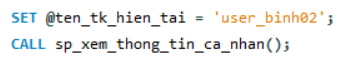 SET @ten_tk_hien_tai = 'user_binh02';
CALL sp_xem_thong_tin_ca_nhan();